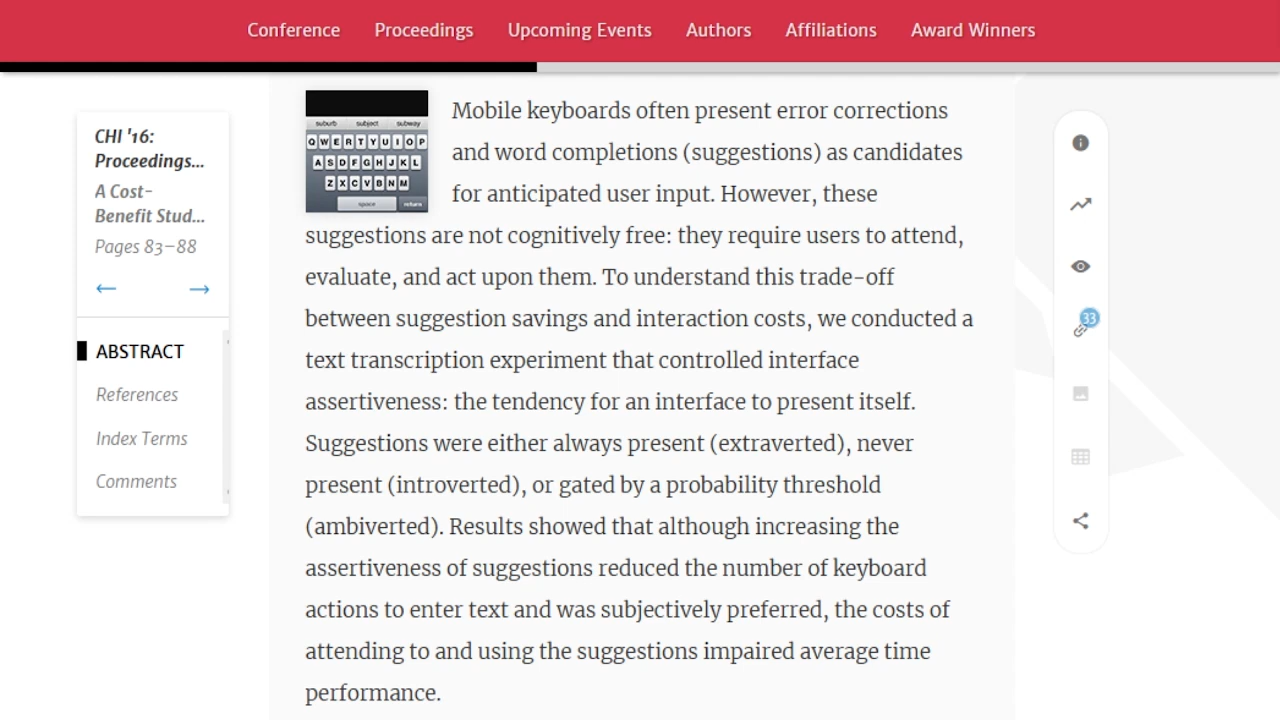 Conference Proceedings Upcoming Events Authors Affiliations Award Winners
CHI '16:
Proceedings...
A Cost-
Benefit Stud...
Pages 83–88
ABSTRACT
References
Index Terms
Comments
suburb subject subway
Q W E R T Y U I O P
A S D F G H J K L
Z X C V B N M
space return
Mobile keyboards often present error corrections
and word completions (suggestions) as candidates
for anticipated user input. However, these
suggestions are not cognitively free: they require users to attend,
evaluate, and act upon them. To understand this trade-off
between suggestion savings and interaction costs, we conducted a
text transcription experiment that controlled interface
assertiveness: the tendency for an interface to present itself.
Suggestions were either always present (extraverted), never
present (introverted), or gated by a probability threshold
(ambiverted). Results showed that although increasing the
assertiveness of suggestions reduced the number of keyboard
actions to enter text and was subjectively preferred, the costs of
attending to and using the suggestions impaired average time
performance.
33